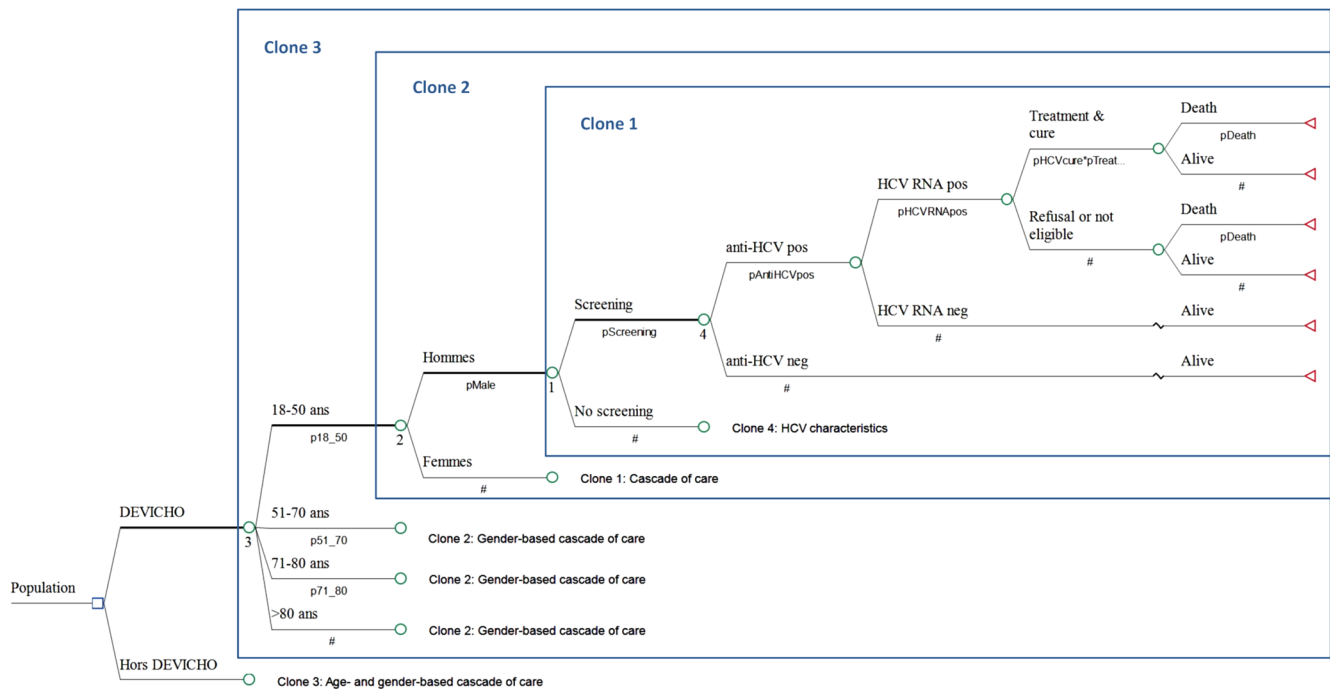 Clone 3
Clone 2
Clone 1
Death
pDeath
Treatment &
cure
pHCVcure*pTreat...
Alive
#
HCV RNA pos
pHCVRNApos
Death
pDeath
Refusal or not
eligible
#
Alive
#
anti-HCV pos
pAntiHCVpos
HCV RNA neg
#
Alive
Screening
pScreening
4
anti-HCV neg
#
Alive
Hommes
pMale
1
No screening
#
Clone 4: HCV characteristics
18-50 ans
p18_50
2
Femmes
#
Clone 1: Cascade of care
DEVICHO
3
51-70 ans
p51_70
Clone 2: Gender-based cascade of care
71-80 ans
p71_80
Clone 2: Gender-based cascade of care
>80 ans
#
Clone 2: Gender-based cascade of care
Population
Hors DEVICHO
Clone 3: Age- and gender-based cascade of care